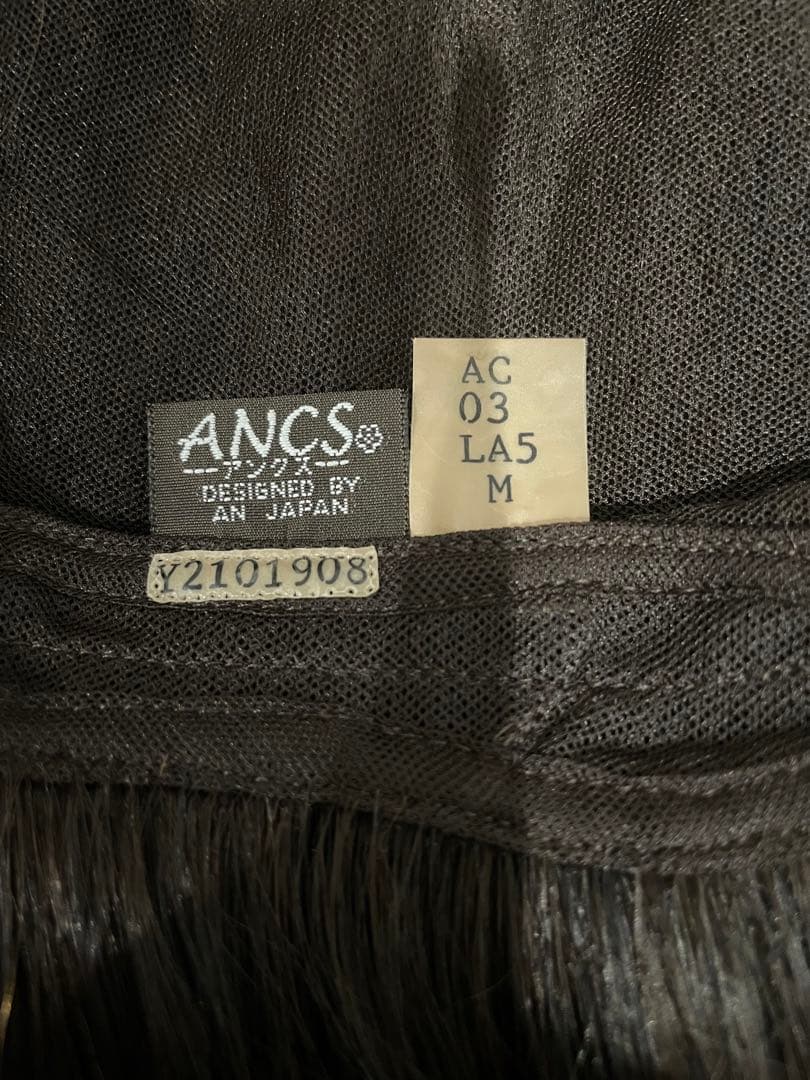 ANCS
アンクス
DESIGNED BY
AN JAPAN
AC
03
LA5
M
Y2101908